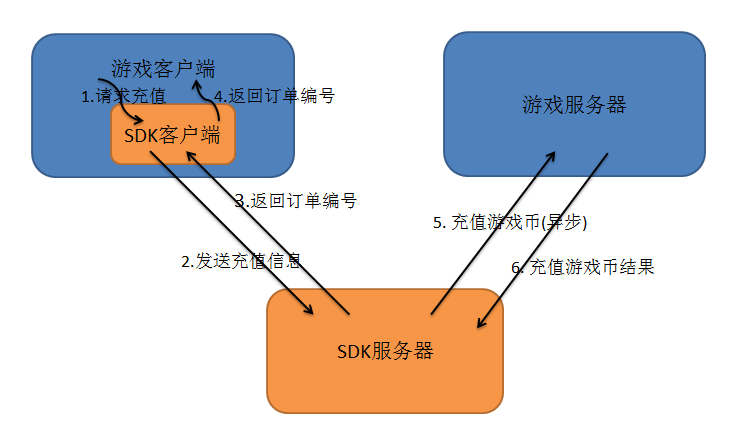 游戏客户端
1.请求充值
4.返回订单编号
SDK客户端
游戏服务器
3.返回订单编号
2.发送充值信息
5. 充值游戏币(异步)
6. 充值游戏币结果
SDK服务器